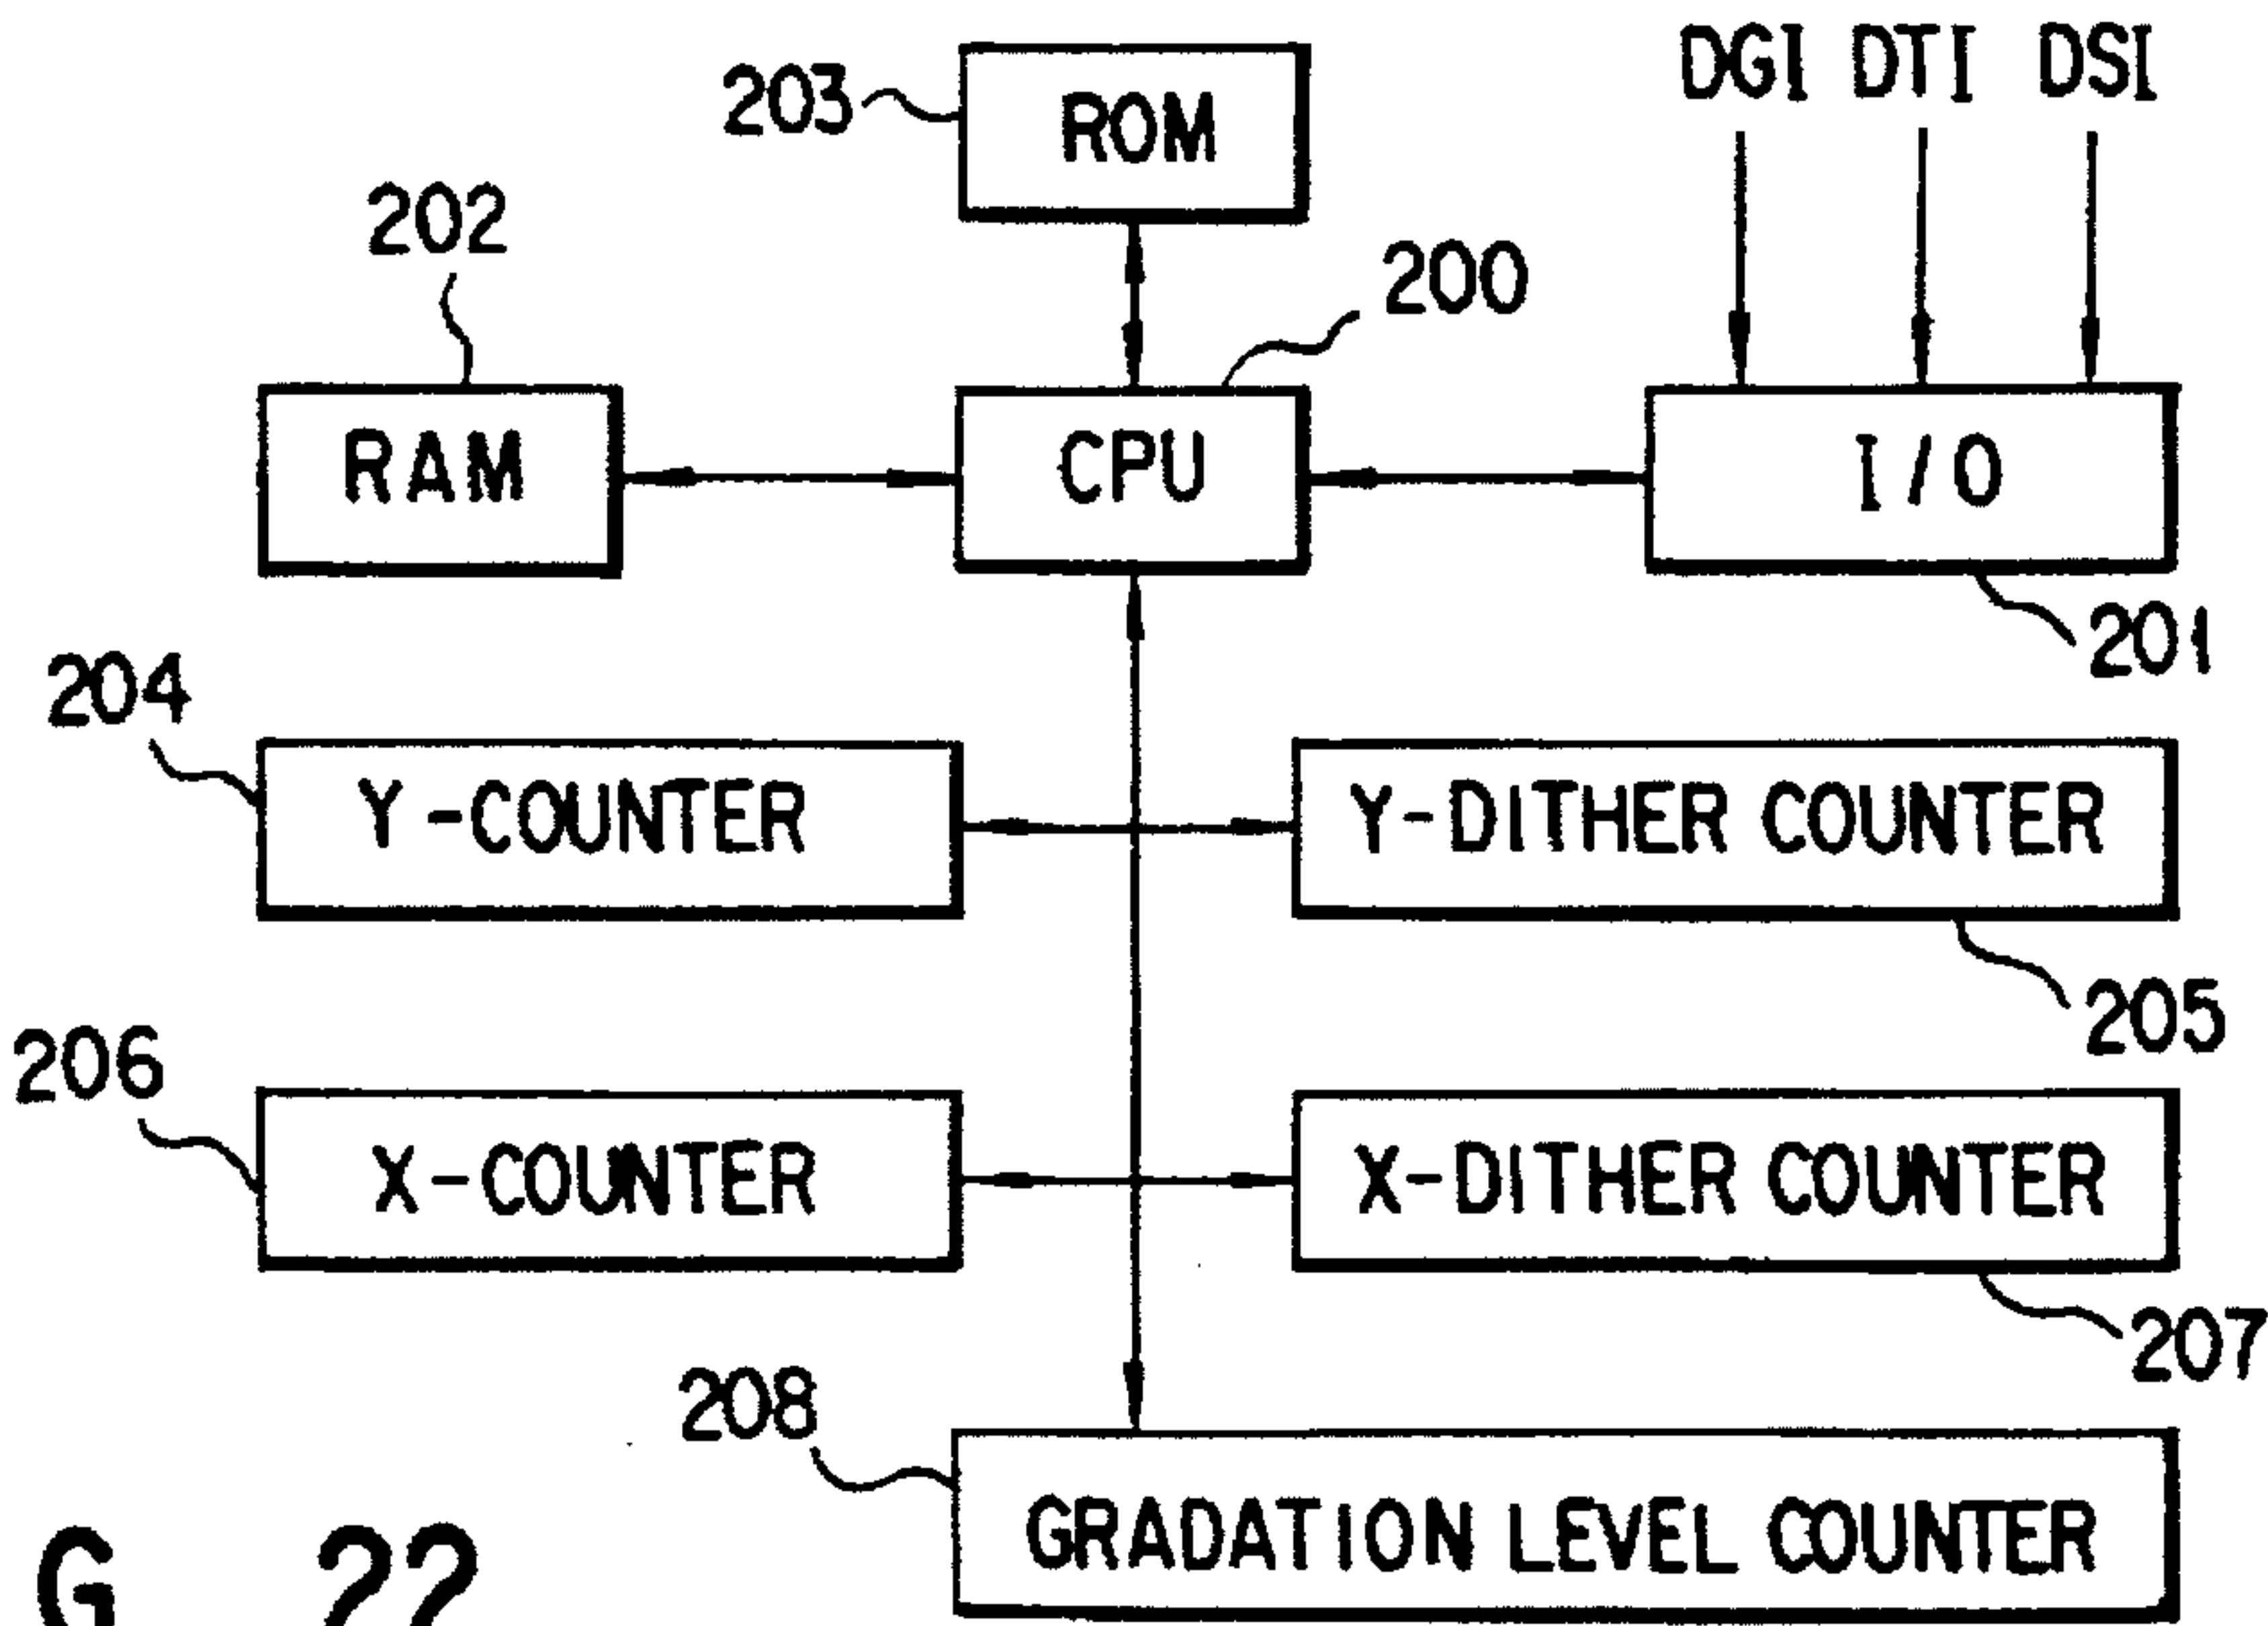 203
ROM
DGI DTI DSI
202
200
RAM
CPU
I/O
201
204
Y-COUNTER
Y-DITHER COUNTER
205
206
X-COUNTER
X-DITHER COUNTER
207
208
GRADATION LEVEL COUNTER
G 22